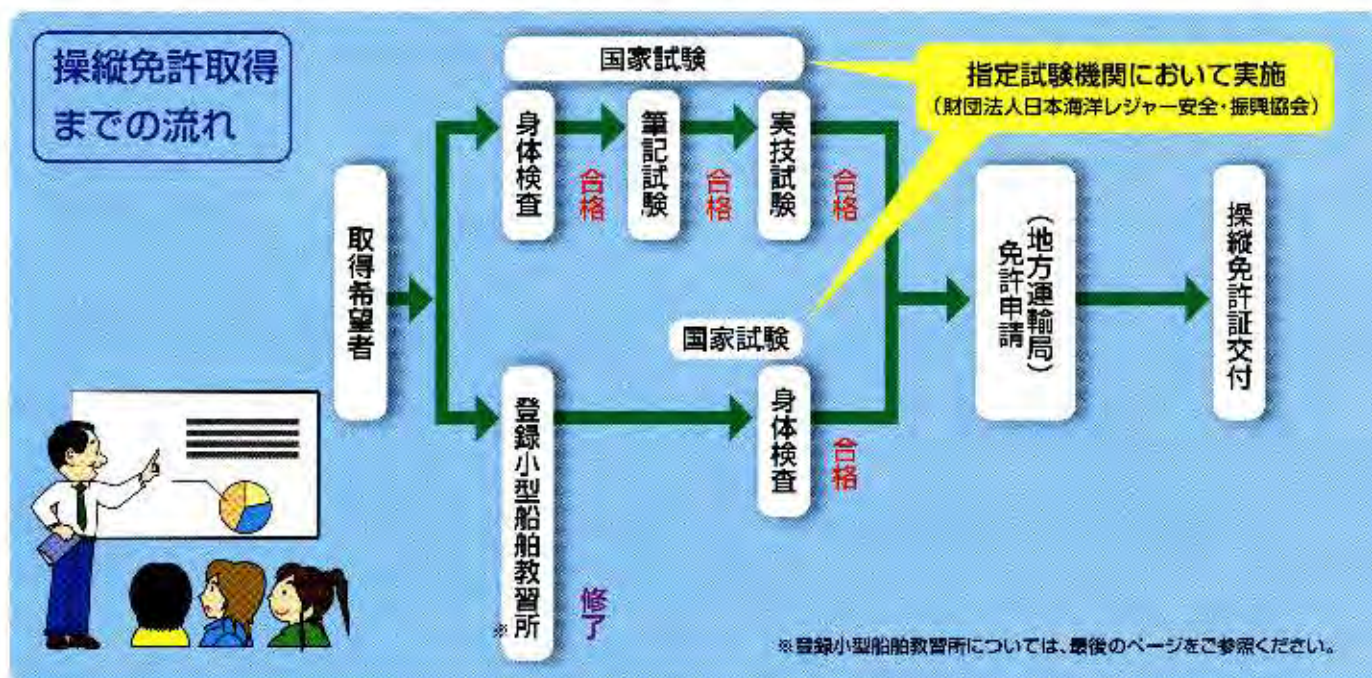 操縦免許取得
までの流れ
国家試験
指定試験機関において実施
(財団法人日本海洋レジャー安全・振興協会)
取得希望者
身体検査
合格
筆記試験
合格
実技試験
合格
国家試験
登録小型船舶教習所
※
修了
身体検査
合格
(地方運輸局)
免許申請
操縦免許証交付
※登録小型船舶教習所については、最後のページをご参照ください。